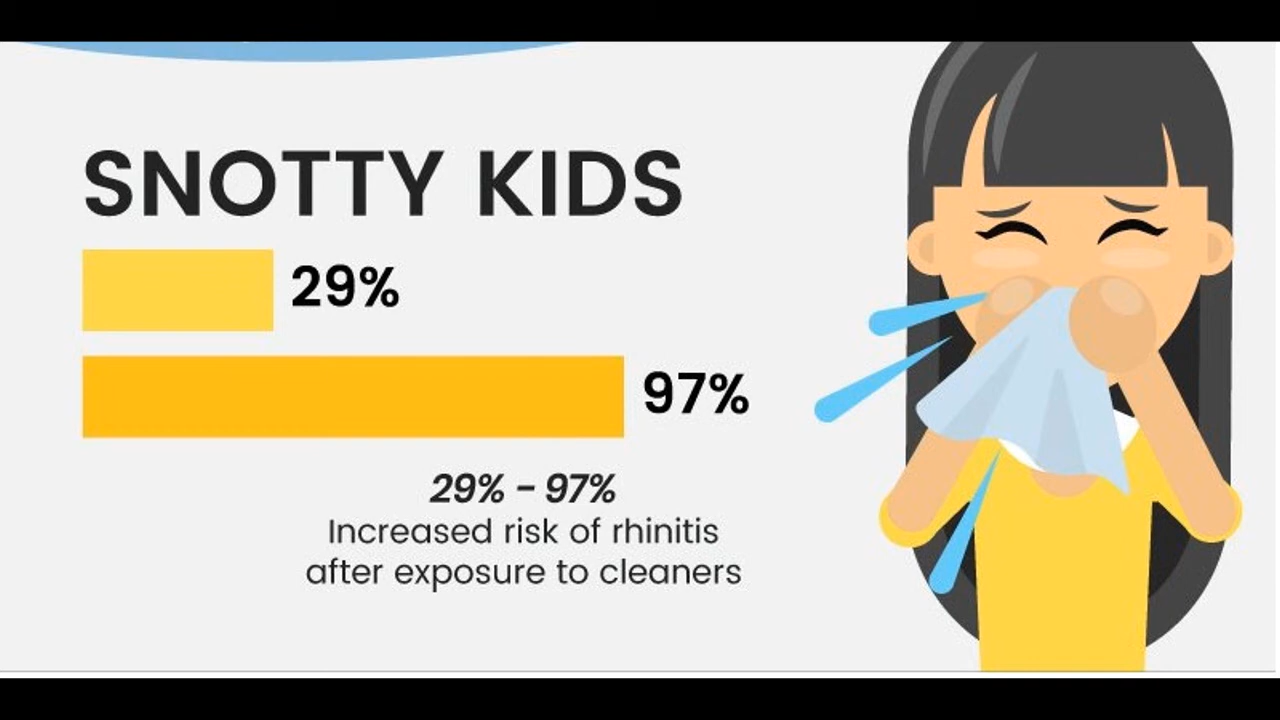 SNOTTY KIDS
29%
97%
29% – 97%
Increased risk of rhinitis
after exposure to cleaners